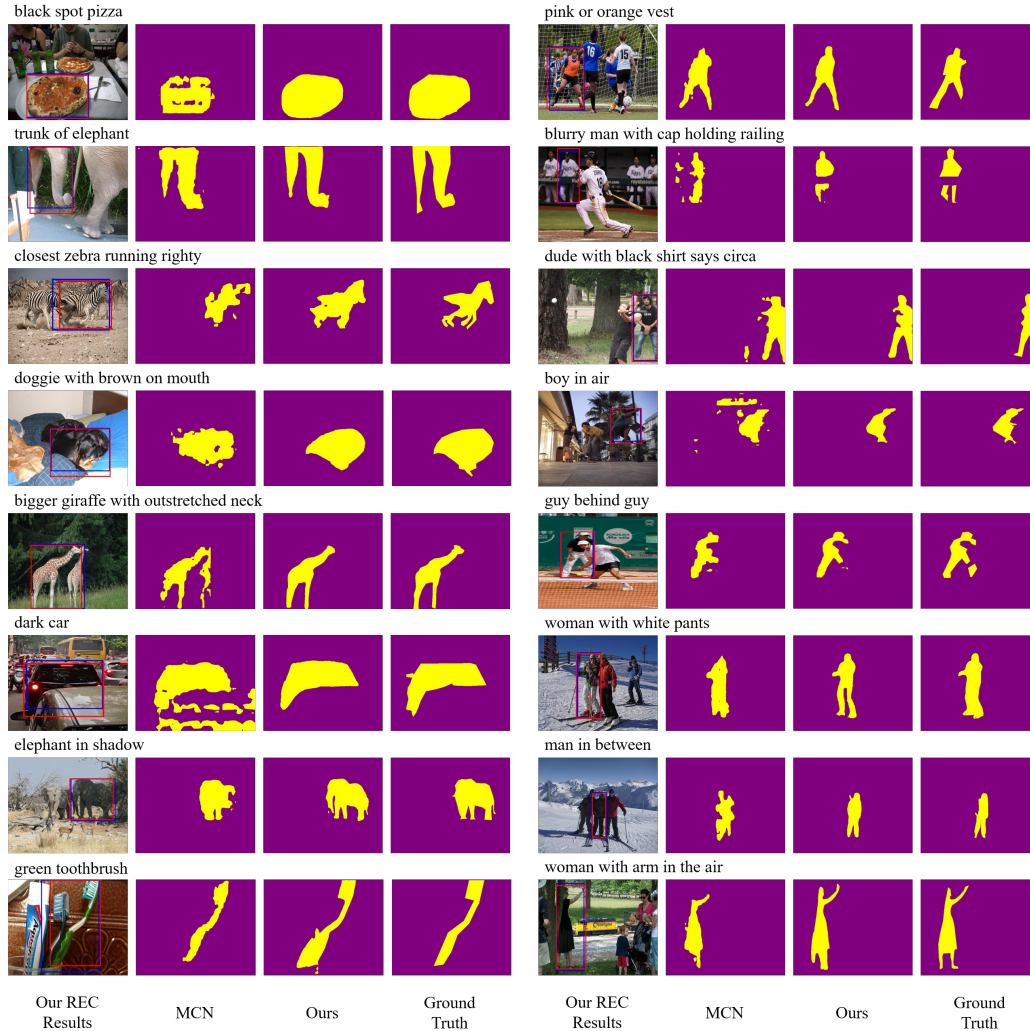 black spot pizza
pink or orange vest
16
15
trunk of elephant
blurry man with cap holding railing
closest zebra running righty
dude with black shirt says circa
doggie with brown on mouth
boy in air
bigger giraffe with outstretched neck
guy behind guy
dark car
woman with white pants
elephant in shadow
man in between
green toothbrush
woman with arm in the air
Our REC
Results
MCN
Ours
Ground
Truth
Our REC
Results
MCN
Ours
Ground
Truth